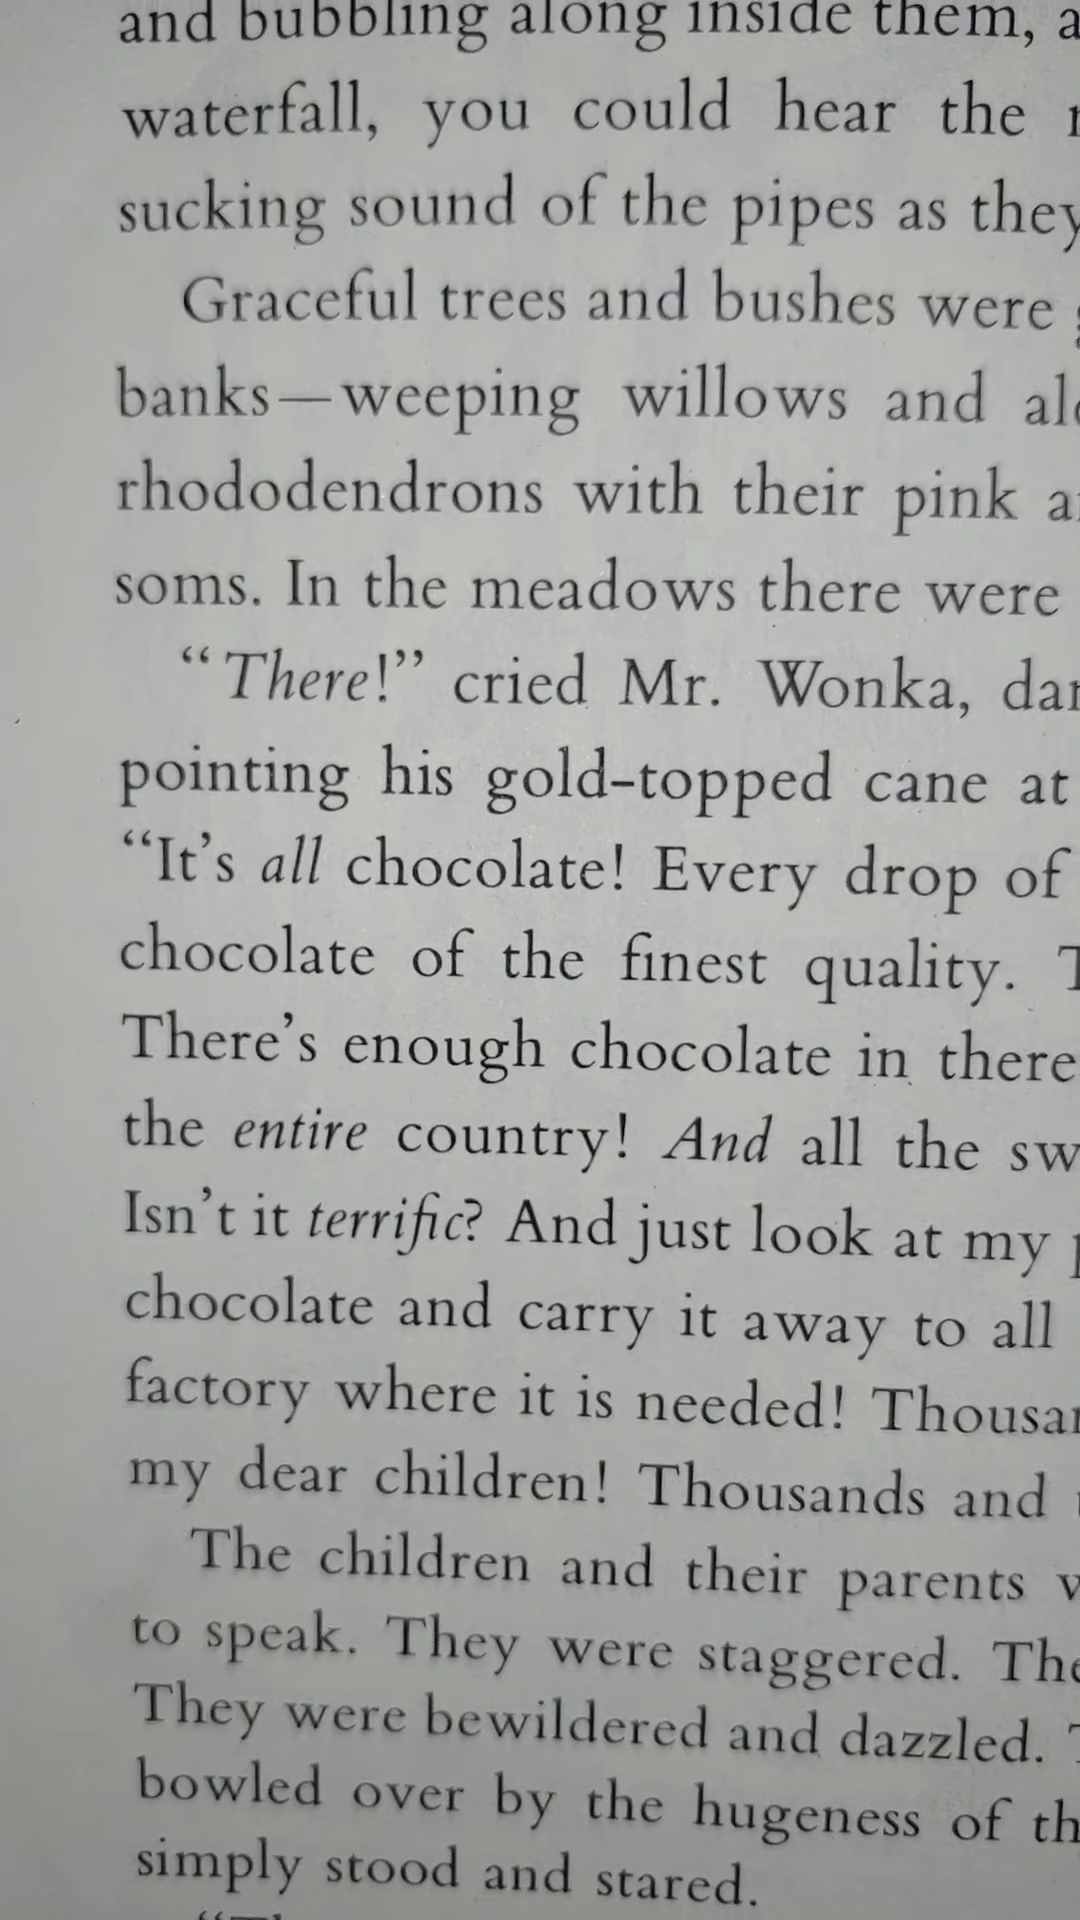 and bubbling along inside them, a
waterfall, you could hear the
sucking sound of the pipes as they
Graceful trees and bushes were
banks—weeping willows and
rhododendrons with their pink
soms. In the meadows there were
“There!” cried Mr. Wonka,
pointing his gold-topped cane at
“It’s all chocolate! Every drop of
chocolate of the finest quality.
There’s enough chocolate in there
the entire country! And all the
Isn’t it terrific? And just look at my
chocolate and carry it away to all
factory where it is needed!
my dear children! Thousands and
The children and their parents
to speak. They were staggered.
They were bewildered and dazzled.
bowled over by the hugeness of
simply stood and stared.